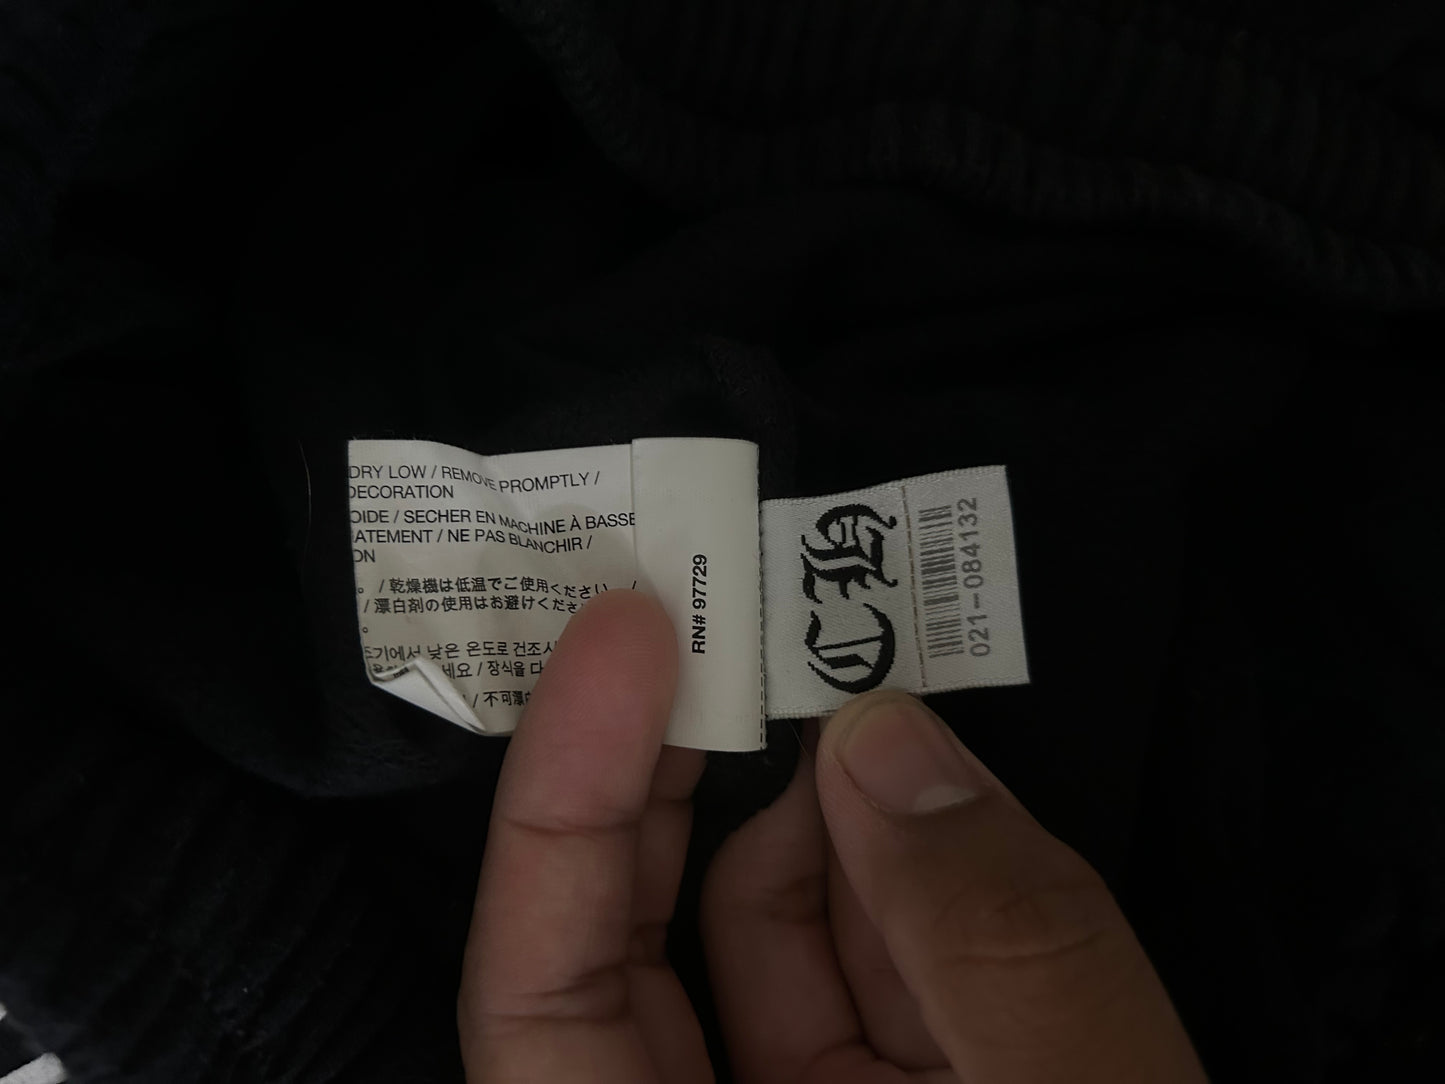 DRY LOW / REMOVE PROMPTLY /
DECORATION
OIDE / SECHER EN MACHINE À BASSE
ATEMENT / NE PAS BLANCHIR /
ON
。 / 乾燥機は低温でご使用ください。 /
/ 漂白剤の使用はお避けくださ
。
기에서 낮은 온도로 건조시
세요 / 장식을 다
/ 不可漂白
RN# 97729
CH
021-084132